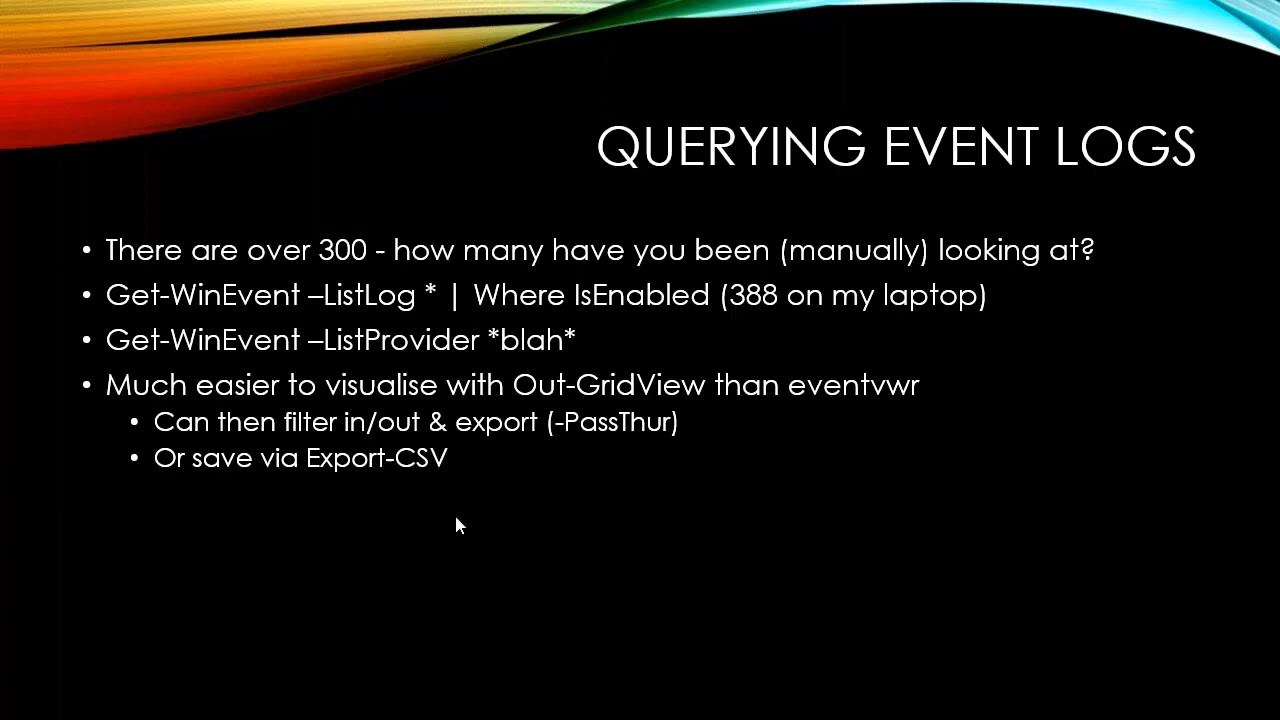 QUERYING EVENT LOGS
• There are over 300 - how many have you been (manually) looking at?
• Get-WinEvent –ListLog * | Where IsEnabled (388 on my laptop)
• Get-WinEvent –ListProvider *blah*
• Much easier to visualise with Out-GridView than eventvwr
• Can then filter in/out & export (-PassThur)
• Or save via Export-CSV